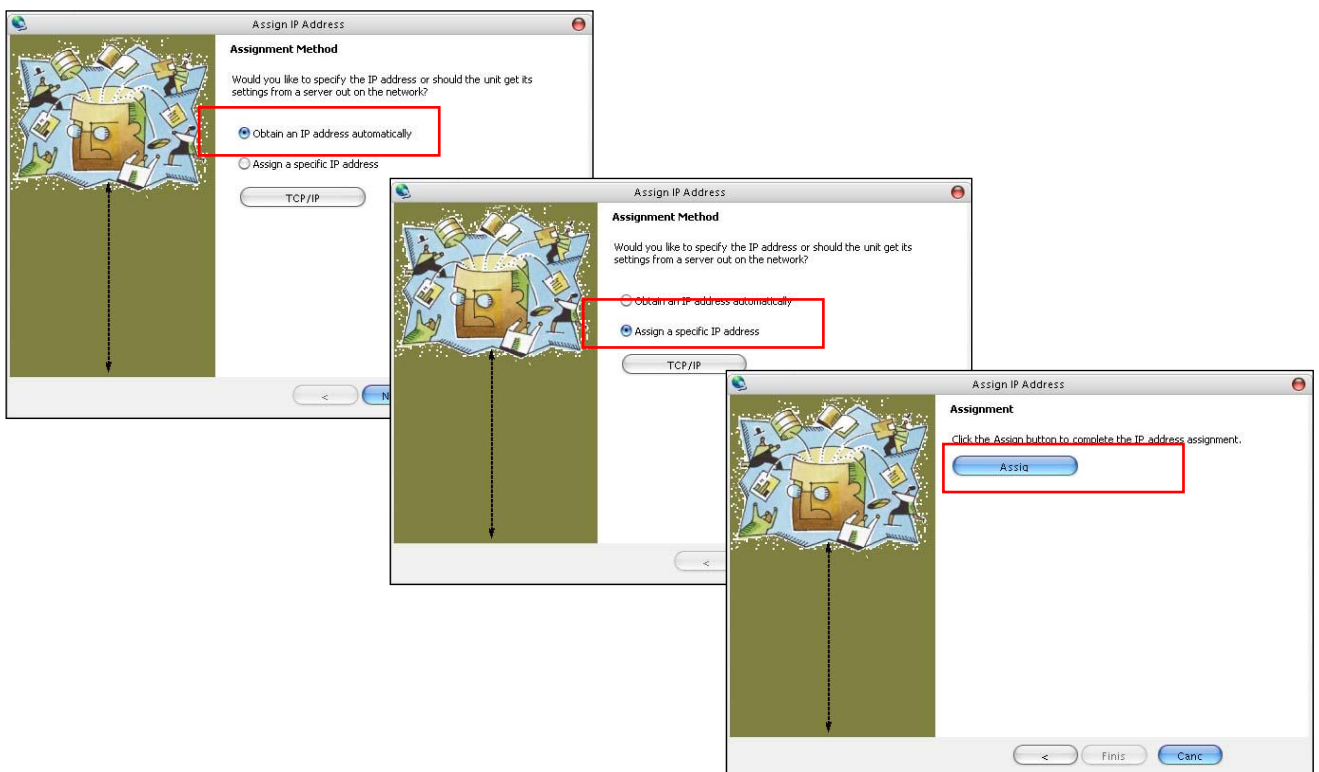 Assign IP Address
Assignment Method
Would you like to specify the IP address or should the unit get its
settings from a server out on the network?
Obtain an IP address automatically
Assign a specific IP address
TCP/IP
<
N
Assign IP Address
Assignment Method
Would you like to specify the IP address or should the unit get its
settings from a server out on the network?
Obtain an IP address automatically
Assign a specific IP address
TCP/IP
<
Assign IP Address
Assignment
Click the Assign button to complete the IP address assignment.
Assig
<
Finis
Canc